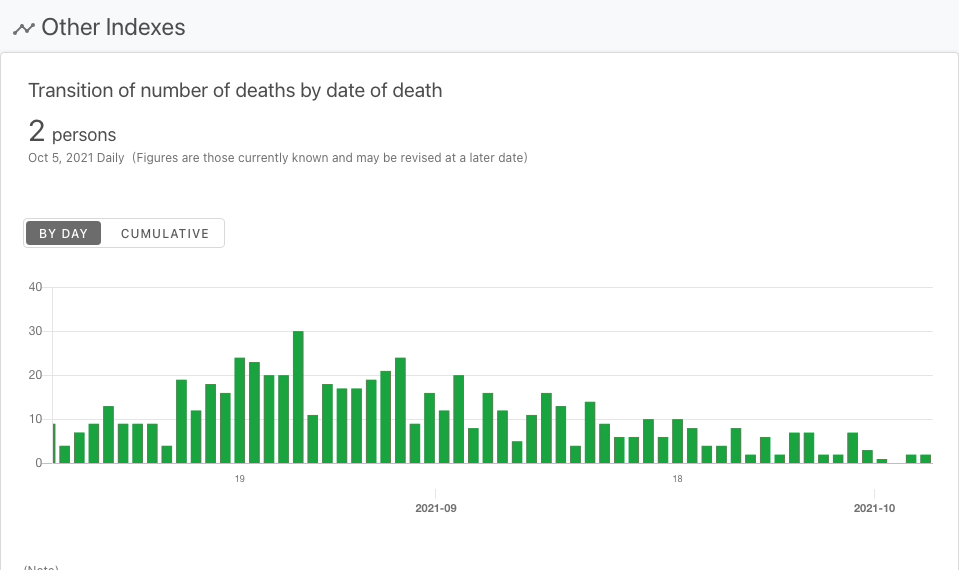 Other Indexes
Transition of number of deaths by date of death
2 persons
Oct 5, 2021 Daily (Figures are those currently known and may be revised at a later date)
BY DAY CUMULATIVE
40
30
20
10
0
19 18
2021-09 2021-10
(Note)